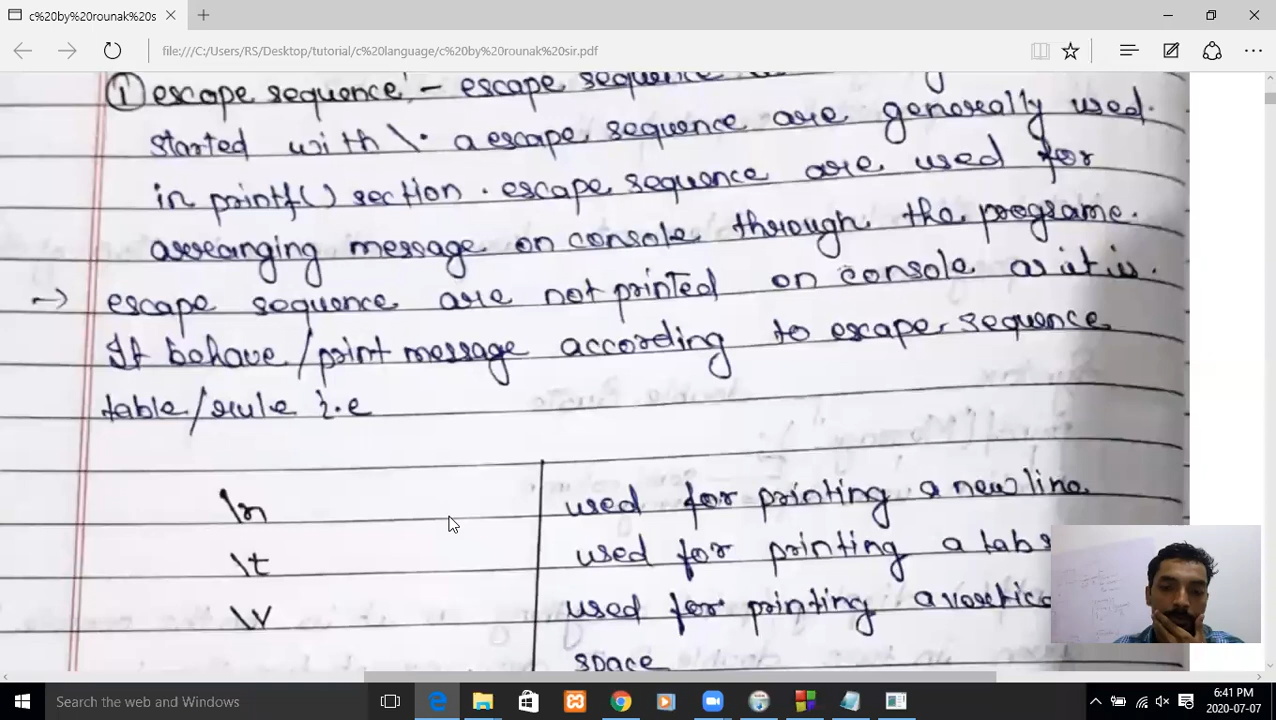 c%20by%20rounak%20s
file:///C:/Users/RS/Desktop/tutorial/c%20language/c%20by%20rounak%20sir.pdf
① escape sequence :- escape sequence
started with \. a escape sequence are generally used.
in printf() section. escape sequence are used for
arranging message on console through the programe.
→ escape sequence are not printed on console as it is.
It behave/print message according to escape sequence
table/rule i.e
\n used for printing a new line
\t used for printing a tab s
\v used for printing a
space
Search the web and Windows
6:41 PM
2020-07-07